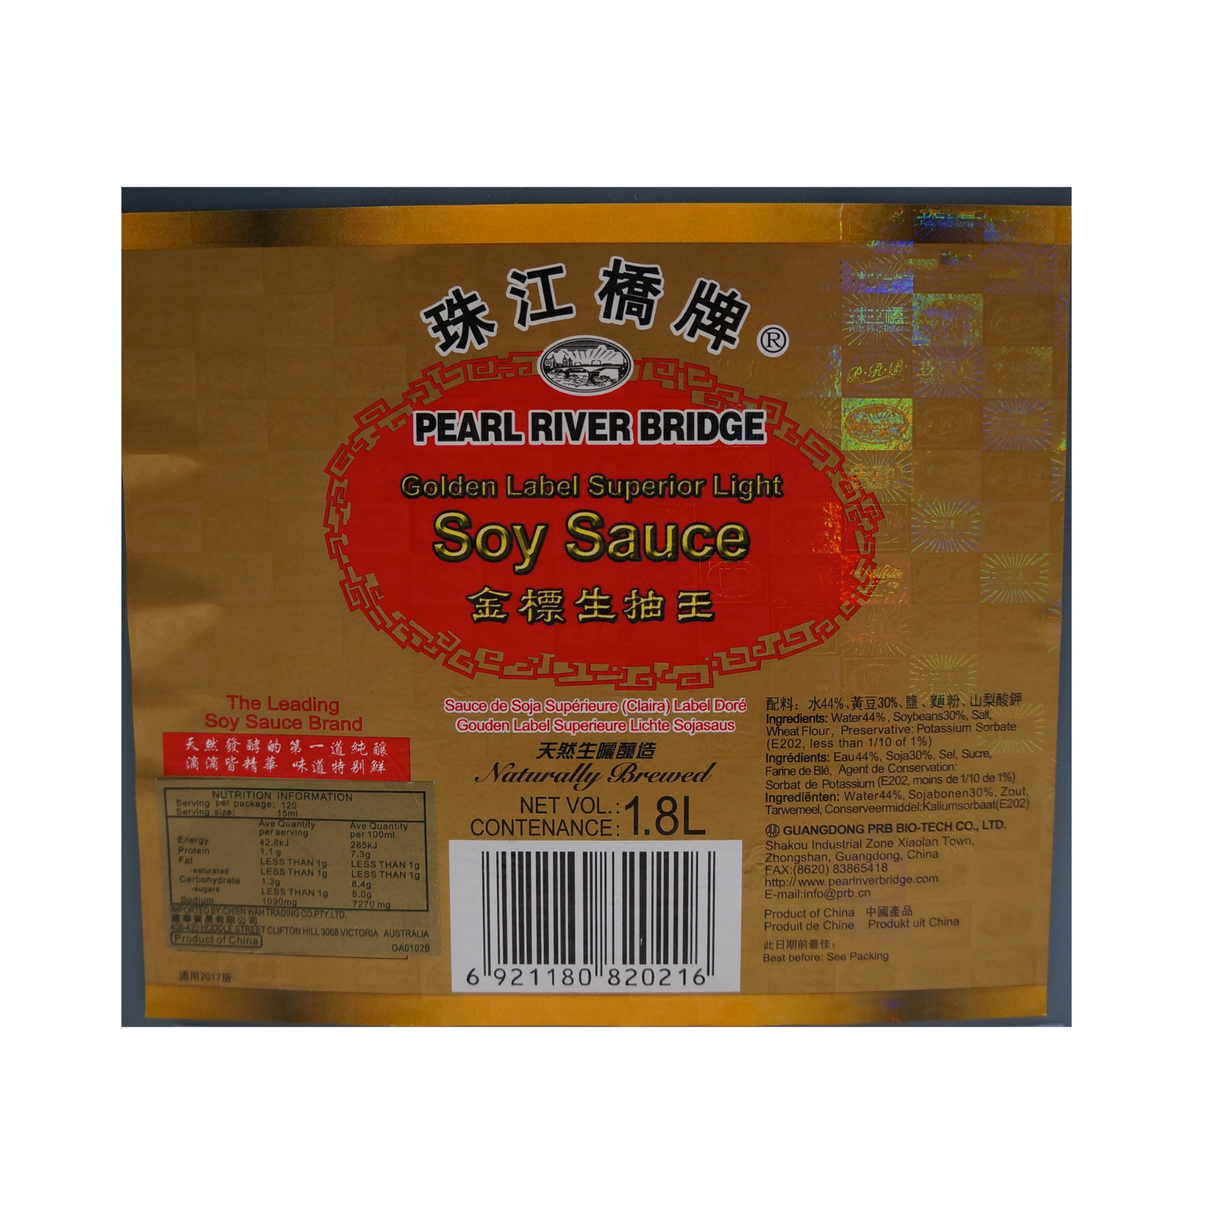 珠江橋牌®
PEARL RIVER BRIDGE
Golden Label Superior Light
Soy Sauce
金標生抽王
Sauce de Soja Supérieure (Claira) Label Doré
Gouden Label Superieure Lichte Sojasaus
天然生曬釀造
Naturally Brewed
NET VOL.:
CONTENANCE: 1.8L
6 921180 820216
The Leading
Soy Sauce Brand
天然發酵的第一道純釀
滴滴皆精華 味道特别鮮
NUTRITION INFORMATION
Serving per package: 120
Serving size: 15ml
Ave Quantity per serving Ave Quantity per 100ml
Energy 42.8kJ 285kJ
Protein 1.1g 7.3g
Fat LESS THAN 1g LESS THAN 1g
-saturated LESS THAN 1g LESS THAN 1g
Carbohydrate 1.3g 8.4g
-sugars LESS THAN 1g 5.0g
Sodium 1090mg 7270mg
IMPORTED BY:CHIEN WAH TRADING CO.PTY.LTD.
HODDLE STREET CLIFTON HILL 3068 VICTORIA AUSTRALIA
Product of China
OA0102B
適用2017版
配料：水44%、黃豆30%、鹽、麵粉、山梨酸鉀
Ingredients: Water44%, Soybeans30%, Salt,
Wheat Flour, Preservative: Potassium Sorbate
(E202, less than 1/10 of 1%)
Ingrédients: Eau44%, Soja30%, Sel, Sucre,
Farine de Blé, Agent de Conservation:
Sorbat de Potassium (E202, moins de 1/10 de 1%)
Ingrediënten: Water44%, Sojabonen30%, Zout,
Tarwemeel, Conserveermiddel:Kaliumsorbaat(E202)
GUANGDONG PRB BIO-TECH CO., LTD.
Shakou Industrial Zone Xiaolan Town,
Zhongshan, Guangdong, China
FAX:(8620) 83865418
http://www.pearlriverbridge.com
E-mail:info@prb.cn
Product of China 中國產品
Produit de Chine Produkt uit China
此日期前最佳：
Best before: See Packing